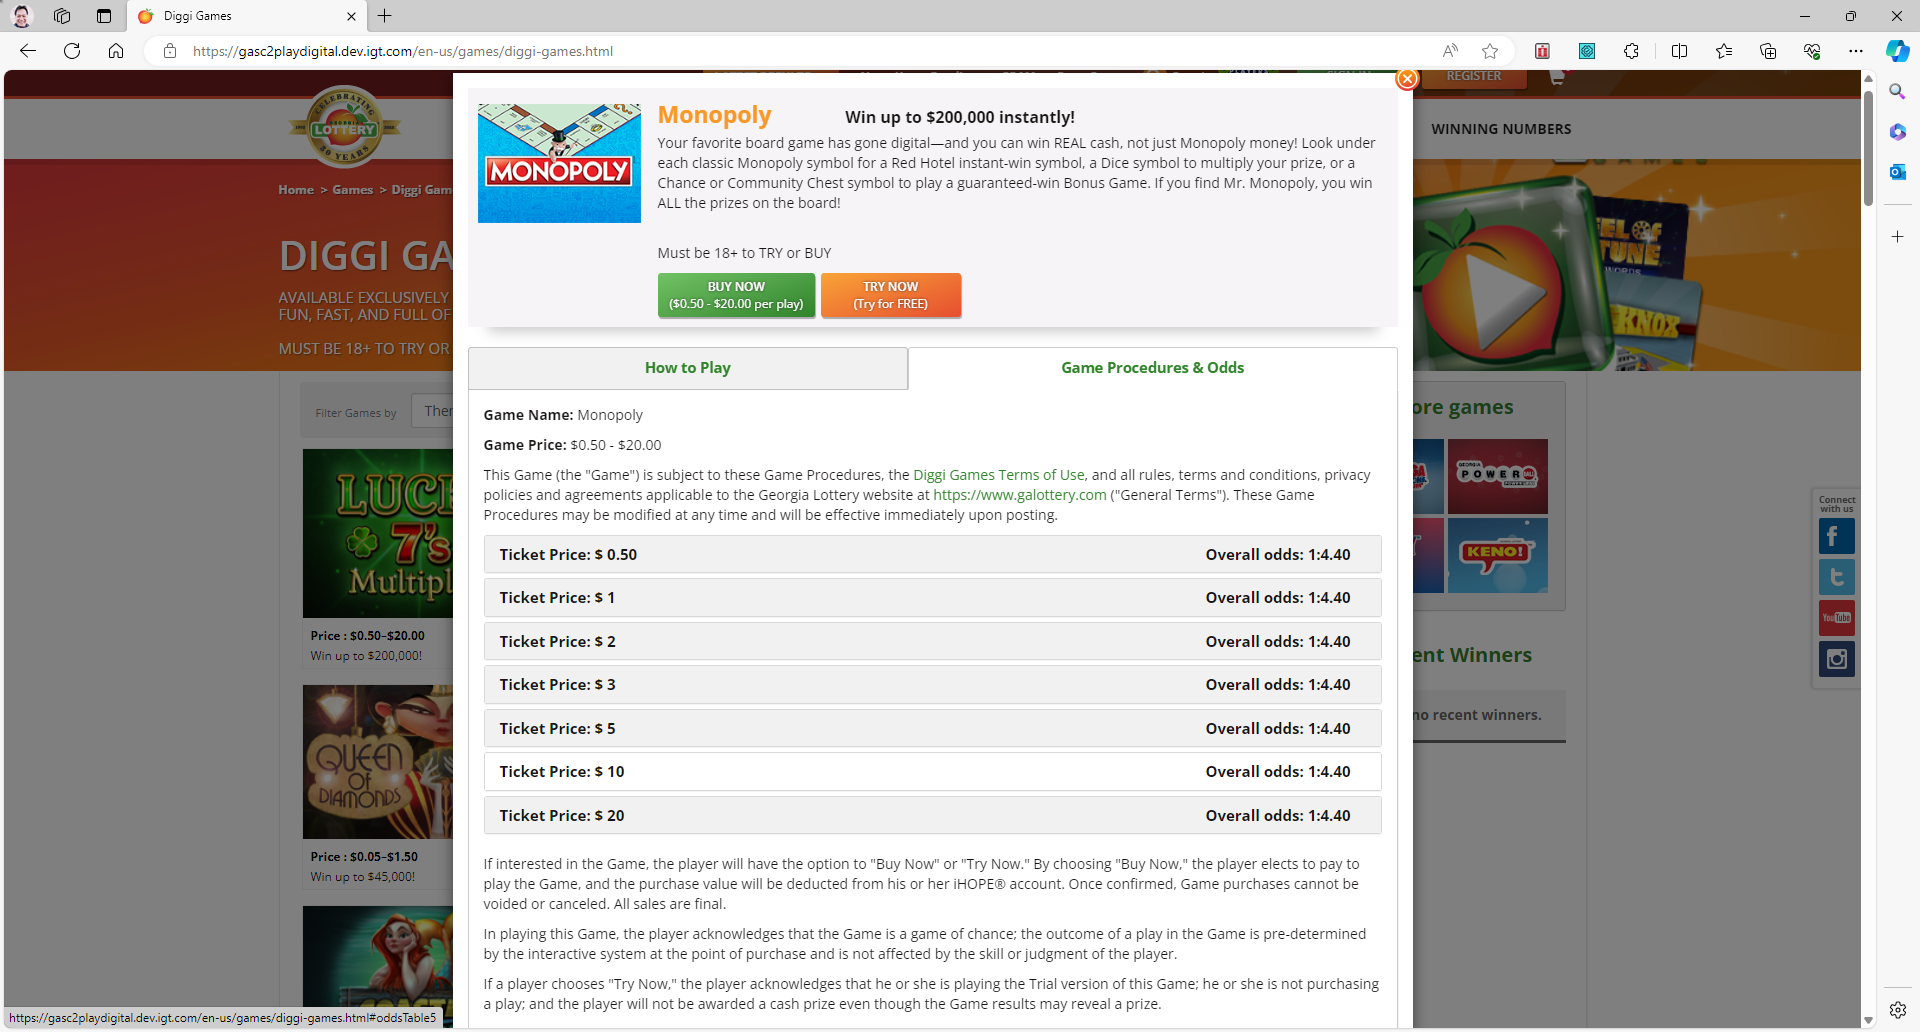 Diggi Games
https://gasc2playdigital.dev.igt.com/en-us/games/diggi-games.html
REGISTER
CELEBRATING
GEORGIA
LOTTERY
30 YEARS
WINNING NUMBERS
MONOPOLY
Monopoly
Win up to $200,000 instantly!
Your favorite board game has gone digital—and you can win REAL cash, not just Monopoly money! Look under
each classic Monopoly symbol for a Red Hotel instant-win symbol, a Dice symbol to multiply your prize, or a
Chance or Community Chest symbol to play a guaranteed-win Bonus Game. If you find Mr. Monopoly, you win
ALL the prizes on the board!
Must be 18+ to TRY or BUY
BUY NOW
($0.50 - $20.00 per play)
TRY NOW
(Try for FREE)
Home > Games > Diggi Gam
DIGGI GA
AVAILABLE EXCLUSIVELY
FUN, FAST, AND FULL OF
MUST BE 18+ TO TRY OR
EL OF
TUNE
WORDS
KNOX
How to Play
Game Procedures & Odds
Filter Games by
Ther
Game Name: Monopoly
Game Price: $0.50 - $20.00
This Game (the "Game") is subject to these Game Procedures, the Diggi Games Terms of Use, and all rules, terms and conditions, privacy
policies and agreements applicable to the Georgia Lottery website at https://www.galottery.com ("General Terms"). These Game
Procedures may be modified at any time and will be effective immediately upon posting.
Ticket Price: $ 0.50
Overall odds: 1:4.40
Ticket Price: $ 1
Overall odds: 1:4.40
Ticket Price: $ 2
Overall odds: 1:4.40
Ticket Price: $ 3
Overall odds: 1:4.40
Ticket Price: $ 5
Overall odds: 1:4.40
Ticket Price: $ 10
Overall odds: 1:4.40
Ticket Price: $ 20
Overall odds: 1:4.40
If interested in the Game, the player will have the option to "Buy Now" or "Try Now." By choosing "Buy Now," the player elects to pay to
play the Game, and the purchase value will be deducted from his or her iHOPE® account. Once confirmed, Game purchases cannot be
voided or canceled. All sales are final.
In playing this Game, the player acknowledges that the Game is a game of chance; the outcome of a play in the Game is pre-determined
by the interactive system at the point of purchase and is not affected by the skill or judgment of the player.
If a player chooses "Try Now," the player acknowledges that he or she is playing the Trial version of this Game; he or she is not purchasing
a play; and the player will not be awarded a cash prize even though the Game results may reveal a prize.
LUC
7's
Multipl
Price : $0.50–$20.00
Win up to $200,000!
QUEEN
OF
DIAMONDS
Price : $0.05–$1.50
Win up to $45,000!
ore games
GEORGIA
POWERBALL
KENO!
Connect
with us
YouTube
ent Winners
no recent winners.
https://gasc2playdigital.dev.igt.com/en-us/games/diggi-games.html#oddsTable5